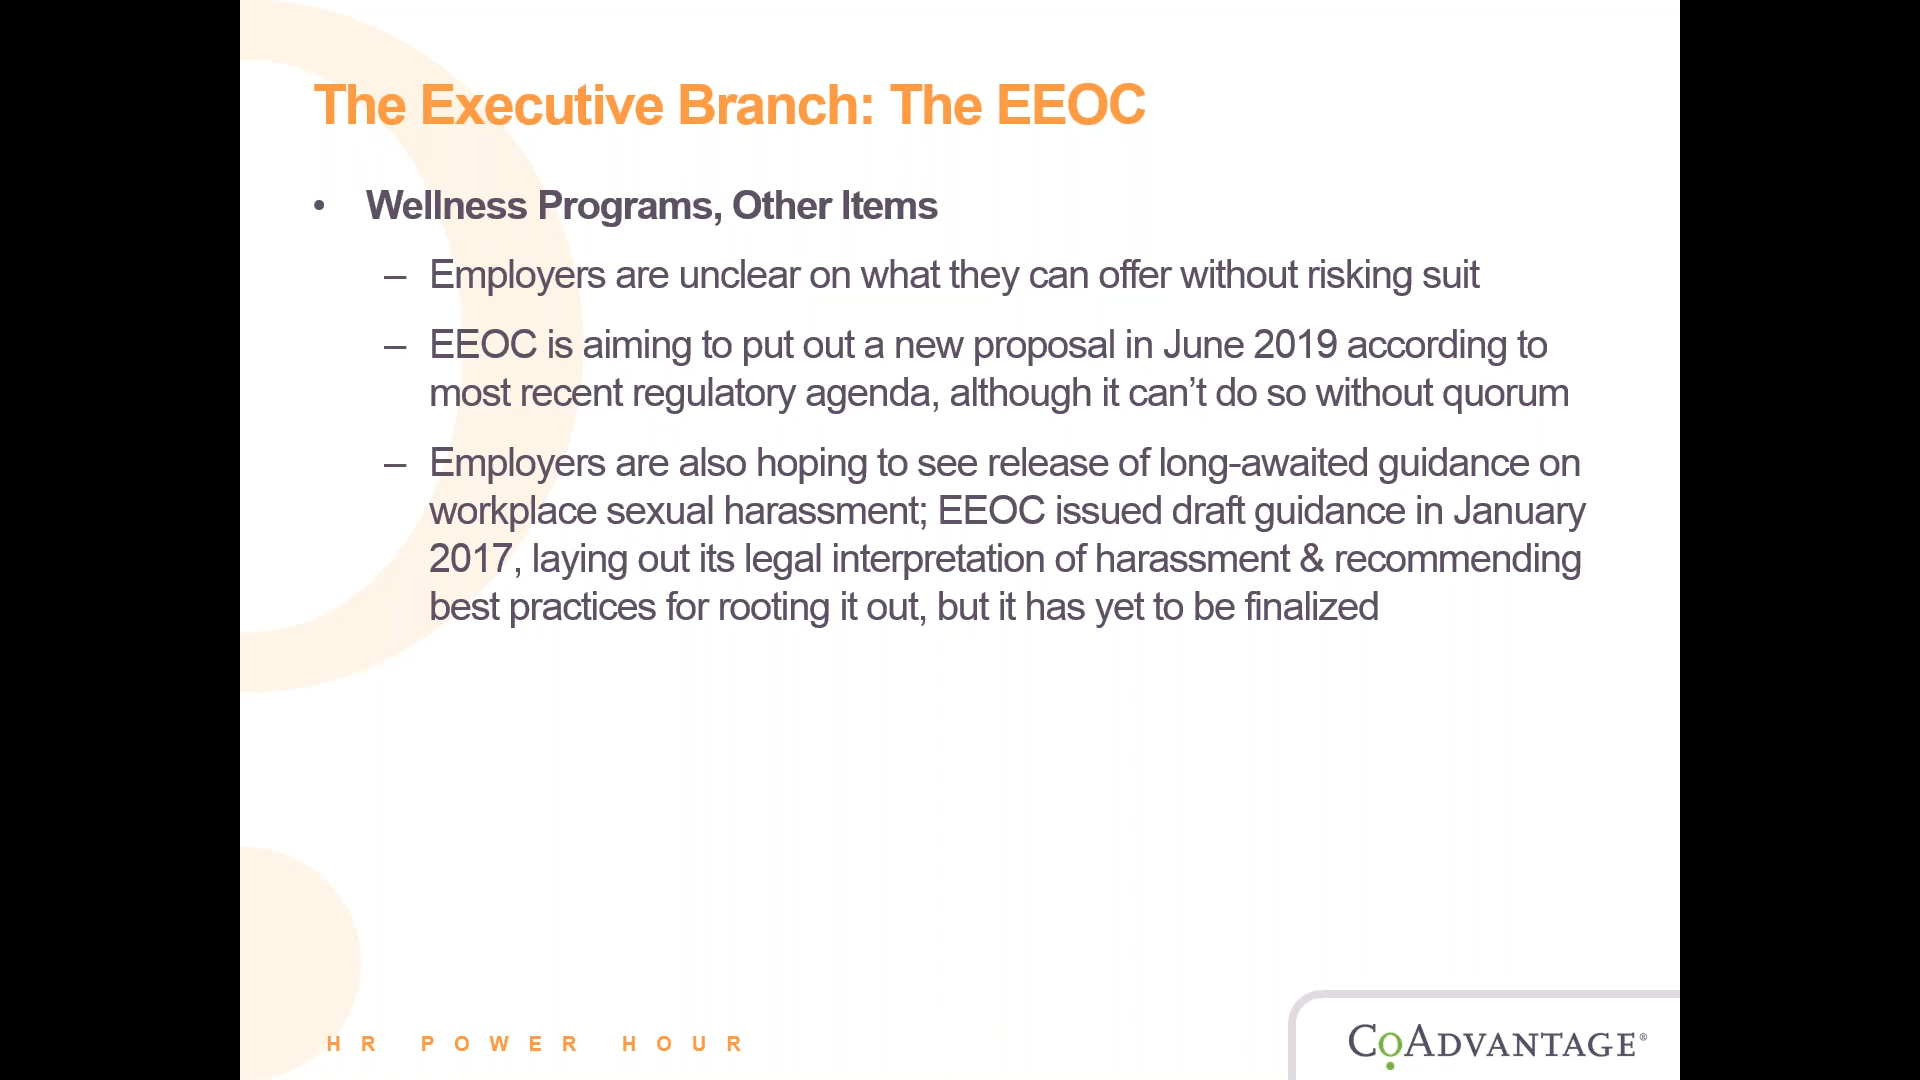 The Executive Branch: The EEOC
• Wellness Programs, Other Items
– Employers are unclear on what they can offer without risking suit
– EEOC is aiming to put out a new proposal in June 2019 according to
most recent regulatory agenda, although it can’t do so without quorum
– Employers are also hoping to see release of long-awaited guidance on
workplace sexual harassment; EEOC issued draft guidance in January
2017, laying out its legal interpretation of harassment & recommending
best practices for rooting it out, but it has yet to be finalized
HR POWER HOUR
CoAdvantage®